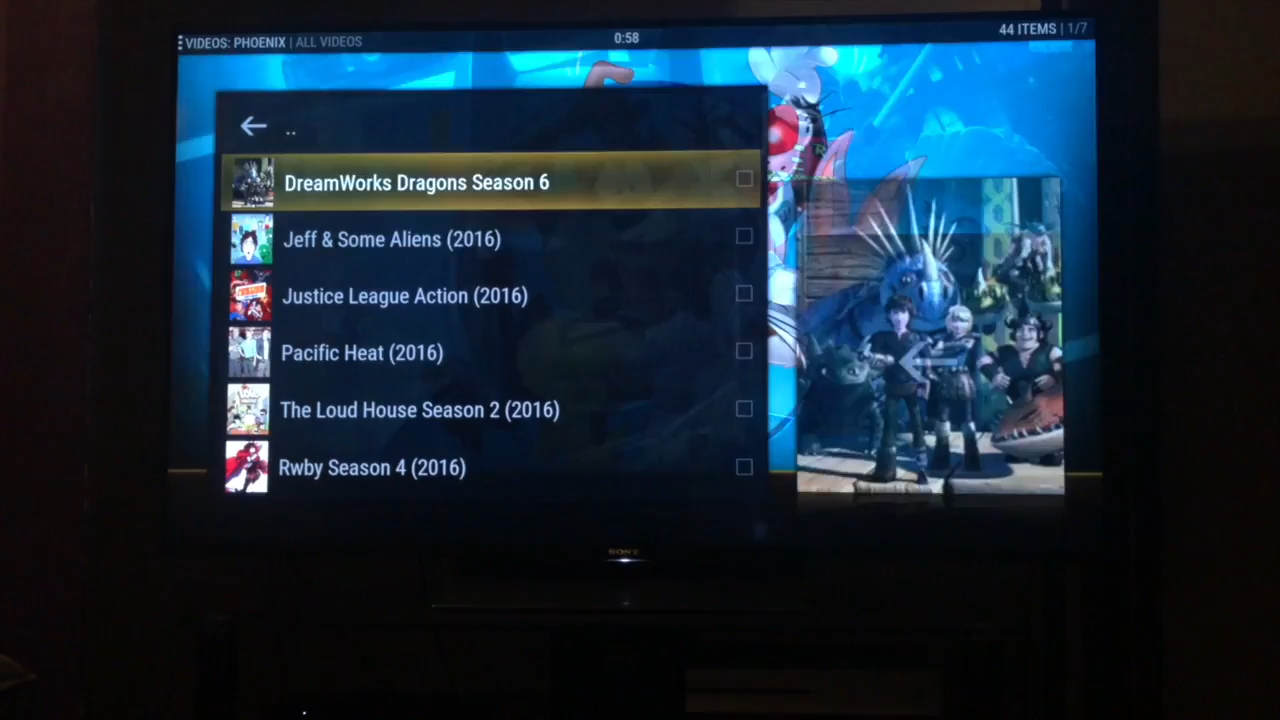 VIDEOS: PHOENIX | ALL VIDEOS
0:58
44 ITEMS | 1/7
..
DreamWorks Dragons Season 6
Jeff & Some Aliens (2016)
Justice League Action (2016)
Pacific Heat (2016)
The Loud House Season 2 (2016)
Rwby Season 4 (2016)
SONY